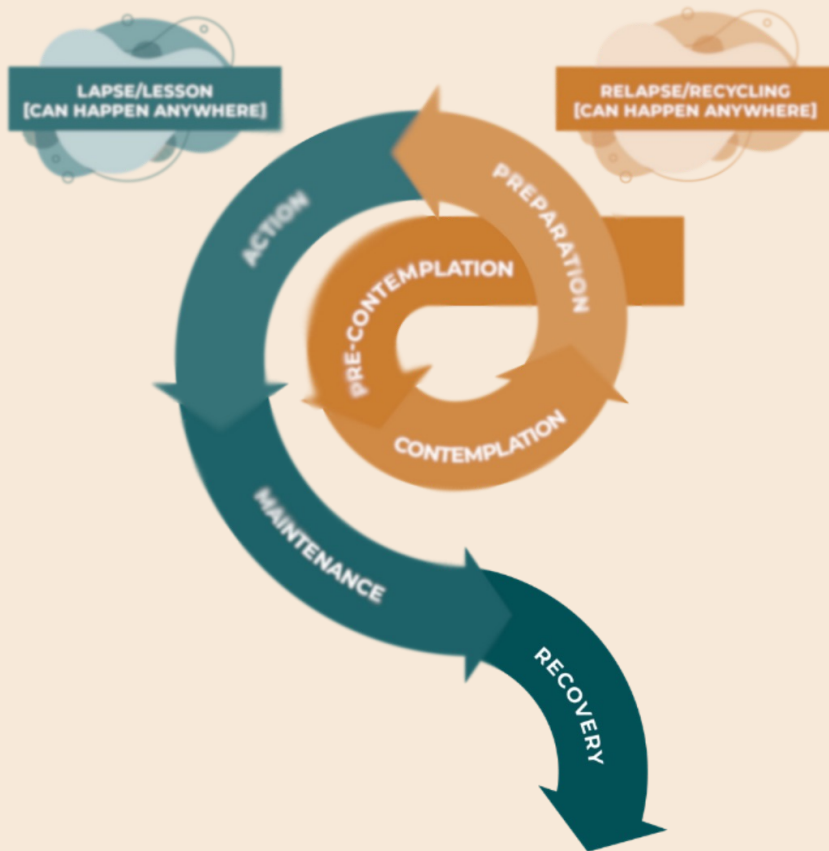 LAPSE/LESSON
[CAN HAPPEN ANYWHERE]
RELAPSE/RECYCLING
[CAN HAPPEN ANYWHERE]
PRE-CONTEMPLATION
CONTEMPLATION
PREPARATION
ACTION
MAINTENANCE
RECOVERY